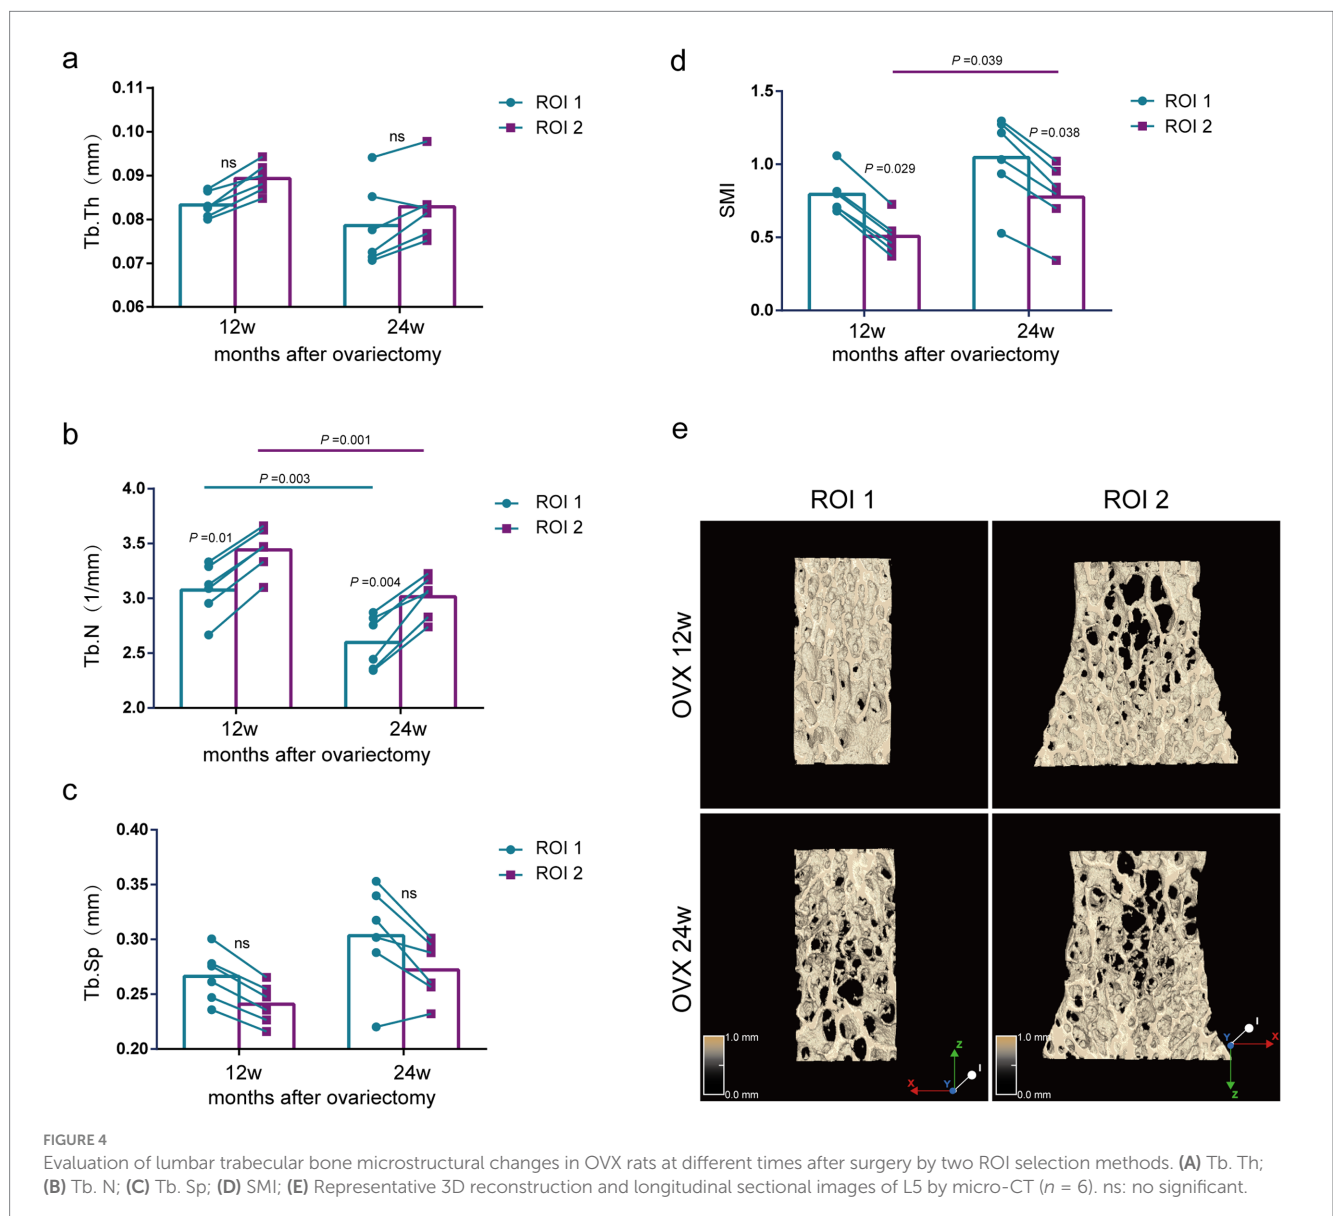 a
0.11
0.10
0.09
0.08
0.07
0.06
Tb.Th (mm)
ns
ns
12w
24w
months after ovariectomy
ROI 1
ROI 2
d
P=0.039
1.5
1.0
0.5
0.0
SMI
P=0.029
P=0.038
12w
24w
months after ovariectomy
ROI 1
ROI 2
b
P=0.001
P=0.003
4.0
3.5
3.0
2.5
2.0
Tb.N (1/mm)
P=0.01
P=0.004
12w
24w
months after ovariectomy
ROI 1
ROI 2
c
0.40
0.35
0.30
0.25
0.20
Tb.Sp (mm)
ns
ns
12w
24w
months after ovariectomy
ROI 1
ROI 2
e
ROI 1
ROI 2
OVX 12w
OVX 24w
1.0 mm
0.0 mm
Z
X
Y
I
1.0 mm
0.0 mm
I
Y
X
Z
FIGURE 4
Evaluation of lumbar trabecular bone microstructural changes in OVX rats at different times after surgery by two ROI selection methods. (A) Tb. Th;
(B) Tb. N; (C) Tb. Sp; (D) SMI; (E) Representative 3D reconstruction and longitudinal sectional images of L5 by micro-CT (n = 6). ns: no significant.